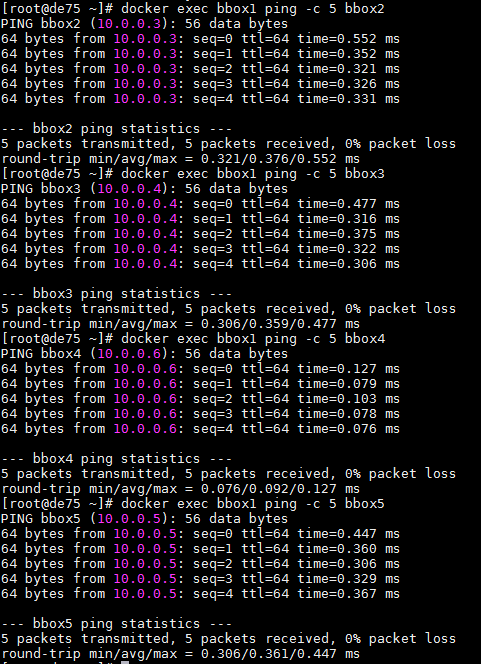 [root@de75 ~]# docker exec bbox1 ping -c 5 bbox2
PING bbox2 (10.0.0.3): 56 data bytes
64 bytes from 10.0.0.3: seq=0 ttl=64 time=0.552 ms
64 bytes from 10.0.0.3: seq=1 ttl=64 time=0.352 ms
64 bytes from 10.0.0.3: seq=2 ttl=64 time=0.321 ms
64 bytes from 10.0.0.3: seq=3 ttl=64 time=0.326 ms
64 bytes from 10.0.0.3: seq=4 ttl=64 time=0.331 ms
--- bbox2 ping statistics ---
5 packets transmitted, 5 packets received, 0% packet loss
round-trip min/avg/max = 0.321/0.376/0.552 ms
[root@de75 ~]# docker exec bbox1 ping -c 5 bbox3
PING bbox3 (10.0.0.4): 56 data bytes
64 bytes from 10.0.0.4: seq=0 ttl=64 time=0.477 ms
64 bytes from 10.0.0.4: seq=1 ttl=64 time=0.316 ms
64 bytes from 10.0.0.4: seq=2 ttl=64 time=0.375 ms
64 bytes from 10.0.0.4: seq=3 ttl=64 time=0.322 ms
64 bytes from 10.0.0.4: seq=4 ttl=64 time=0.306 ms
--- bbox3 ping statistics ---
5 packets transmitted, 5 packets received, 0% packet loss
round-trip min/avg/max = 0.306/0.359/0.477 ms
[root@de75 ~]# docker exec bbox1 ping -c 5 bbox4
PING bbox4 (10.0.0.6): 56 data bytes
64 bytes from 10.0.0.6: seq=0 ttl=64 time=0.127 ms
64 bytes from 10.0.0.6: seq=1 ttl=64 time=0.079 ms
64 bytes from 10.0.0.6: seq=2 ttl=64 time=0.103 ms
64 bytes from 10.0.0.6: seq=3 ttl=64 time=0.078 ms
64 bytes from 10.0.0.6: seq=4 ttl=64 time=0.076 ms
--- bbox4 ping statistics ---
5 packets transmitted, 5 packets received, 0% packet loss
round-trip min/avg/max = 0.076/0.092/0.127 ms
[root@de75 ~]# docker exec bbox1 ping -c 5 bbox5
PING bbox5 (10.0.0.5): 56 data bytes
64 bytes from 10.0.0.5: seq=0 ttl=64 time=0.447 ms
64 bytes from 10.0.0.5: seq=1 ttl=64 time=0.360 ms
64 bytes from 10.0.0.5: seq=2 ttl=64 time=0.306 ms
64 bytes from 10.0.0.5: seq=3 ttl=64 time=0.329 ms
64 bytes from 10.0.0.5: seq=4 ttl=64 time=0.367 ms
--- bbox5 ping statistics ---
5 packets transmitted, 5 packets received, 0% packet loss
round-trip min/avg/max = 0.306/0.361/0.447 ms